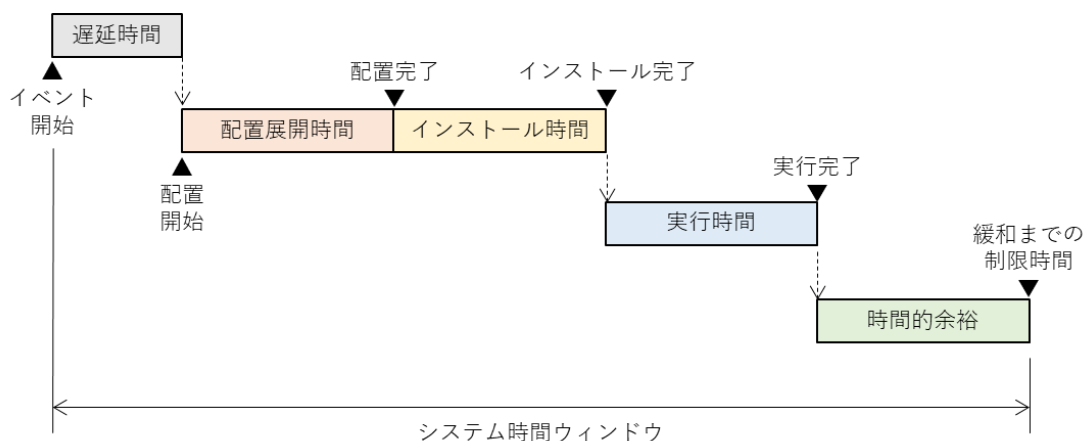 遅延時間
イベント
開始
配置完了
インストール完了
配置展開時間
インストール時間
配置
開始
実行完了
実行時間
緩和までの
制限時間
時間的余裕
システム時間ウィンドウ